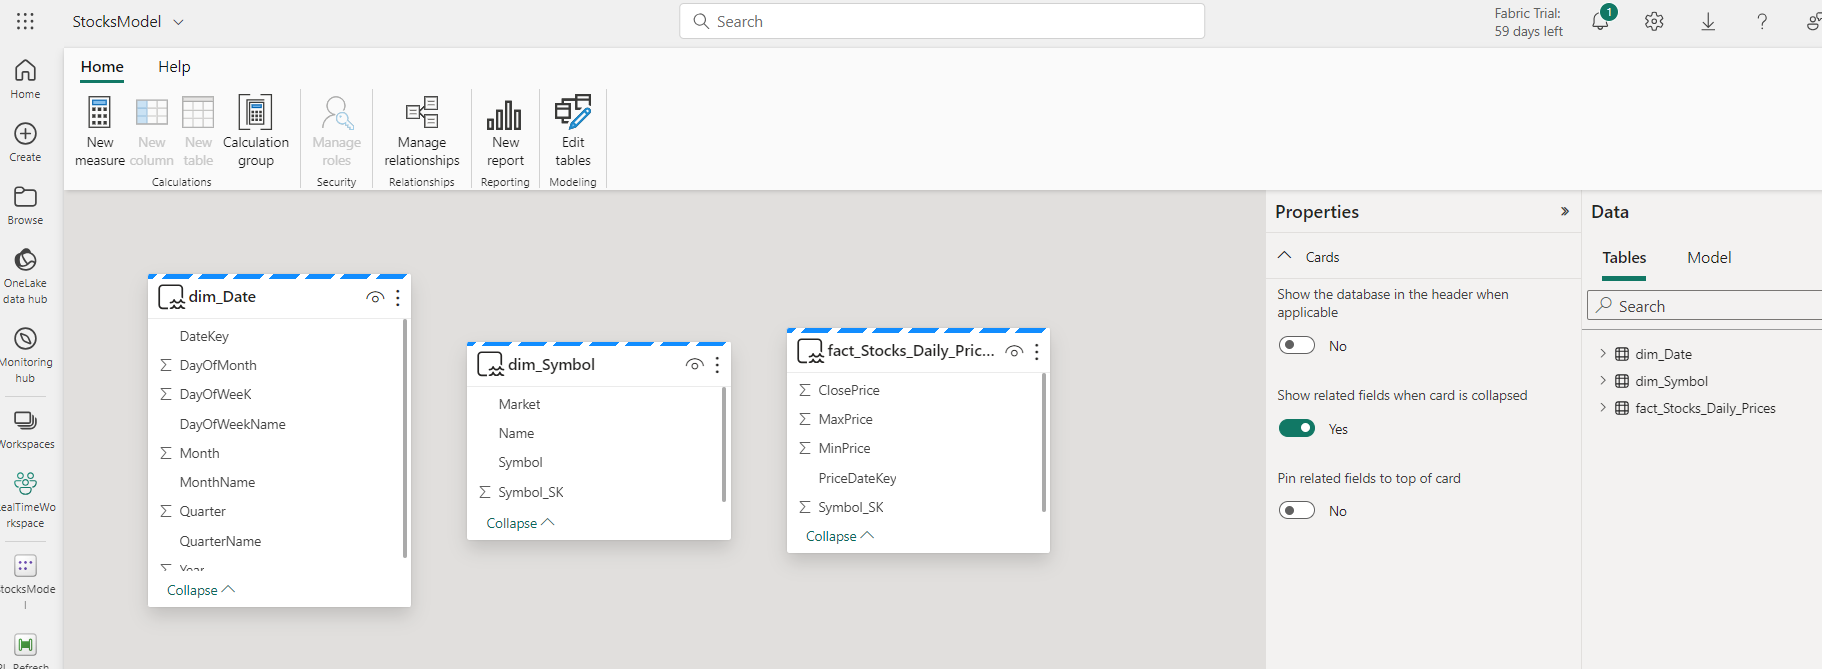 StocksModel
Search
Fabric Trial:
59 days left
1
Home
Help
New
measure
New
column
New
table
Calculation
group
Calculations
Manage
roles
Security
Manage
relationships
Relationships
New
report
Reporting
Edit
tables
Modeling
Home
Create
Browse
OneLake
data hub
Monitoring
hub
Workspaces
ealTimeWo
rkspace
tocksMode
l
PL_Refresh
dim_Date
DateKey
DayOfMonth
DayOfWeeK
DayOfWeekName
Month
MonthName
Quarter
QuarterName
Year
Collapse
dim_Symbol
Market
Name
Symbol
Symbol_SK
Collapse
fact_Stocks_Daily_Pric...
ClosePrice
MaxPrice
MinPrice
PriceDateKey
Symbol_SK
Collapse
Properties
Cards
Show the database in the header when
applicable
No
Show related fields when card is collapsed
Yes
Pin related fields to top of card
No
Data
Tables
Model
Search
dim_Date
dim_Symbol
fact_Stocks_Daily_Prices